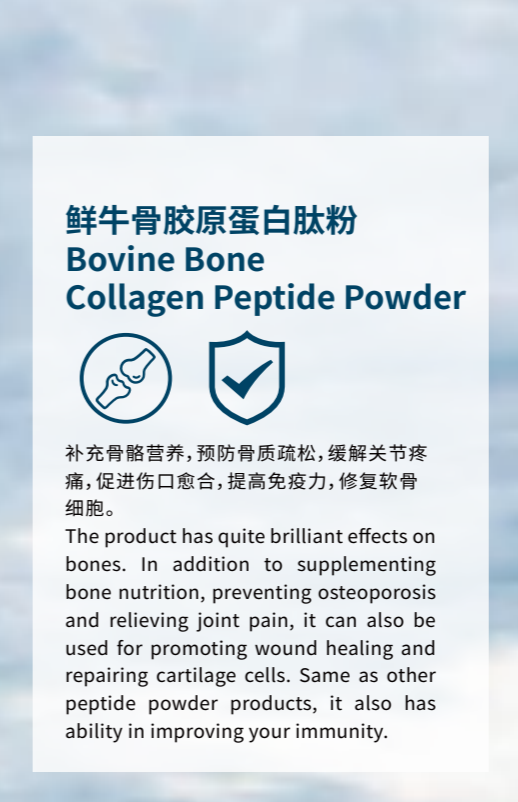 鲜牛骨胶原蛋白肽粉
Bovine Bone
Collagen Peptide Powder
补充骨骼营养,预防骨质疏松,缓解关节疼
痛,促进伤口愈合,提高免疫力,修复软骨
细胞。
The product has quite brilliant effects on
bones. In addition to supplementing
bone nutrition, preventing osteoporosis
and relieving joint pain, it can also be
used for promoting wound healing and
repairing cartilage cells. Same as other
peptide powder products, it also has
ability in improving your immunity.